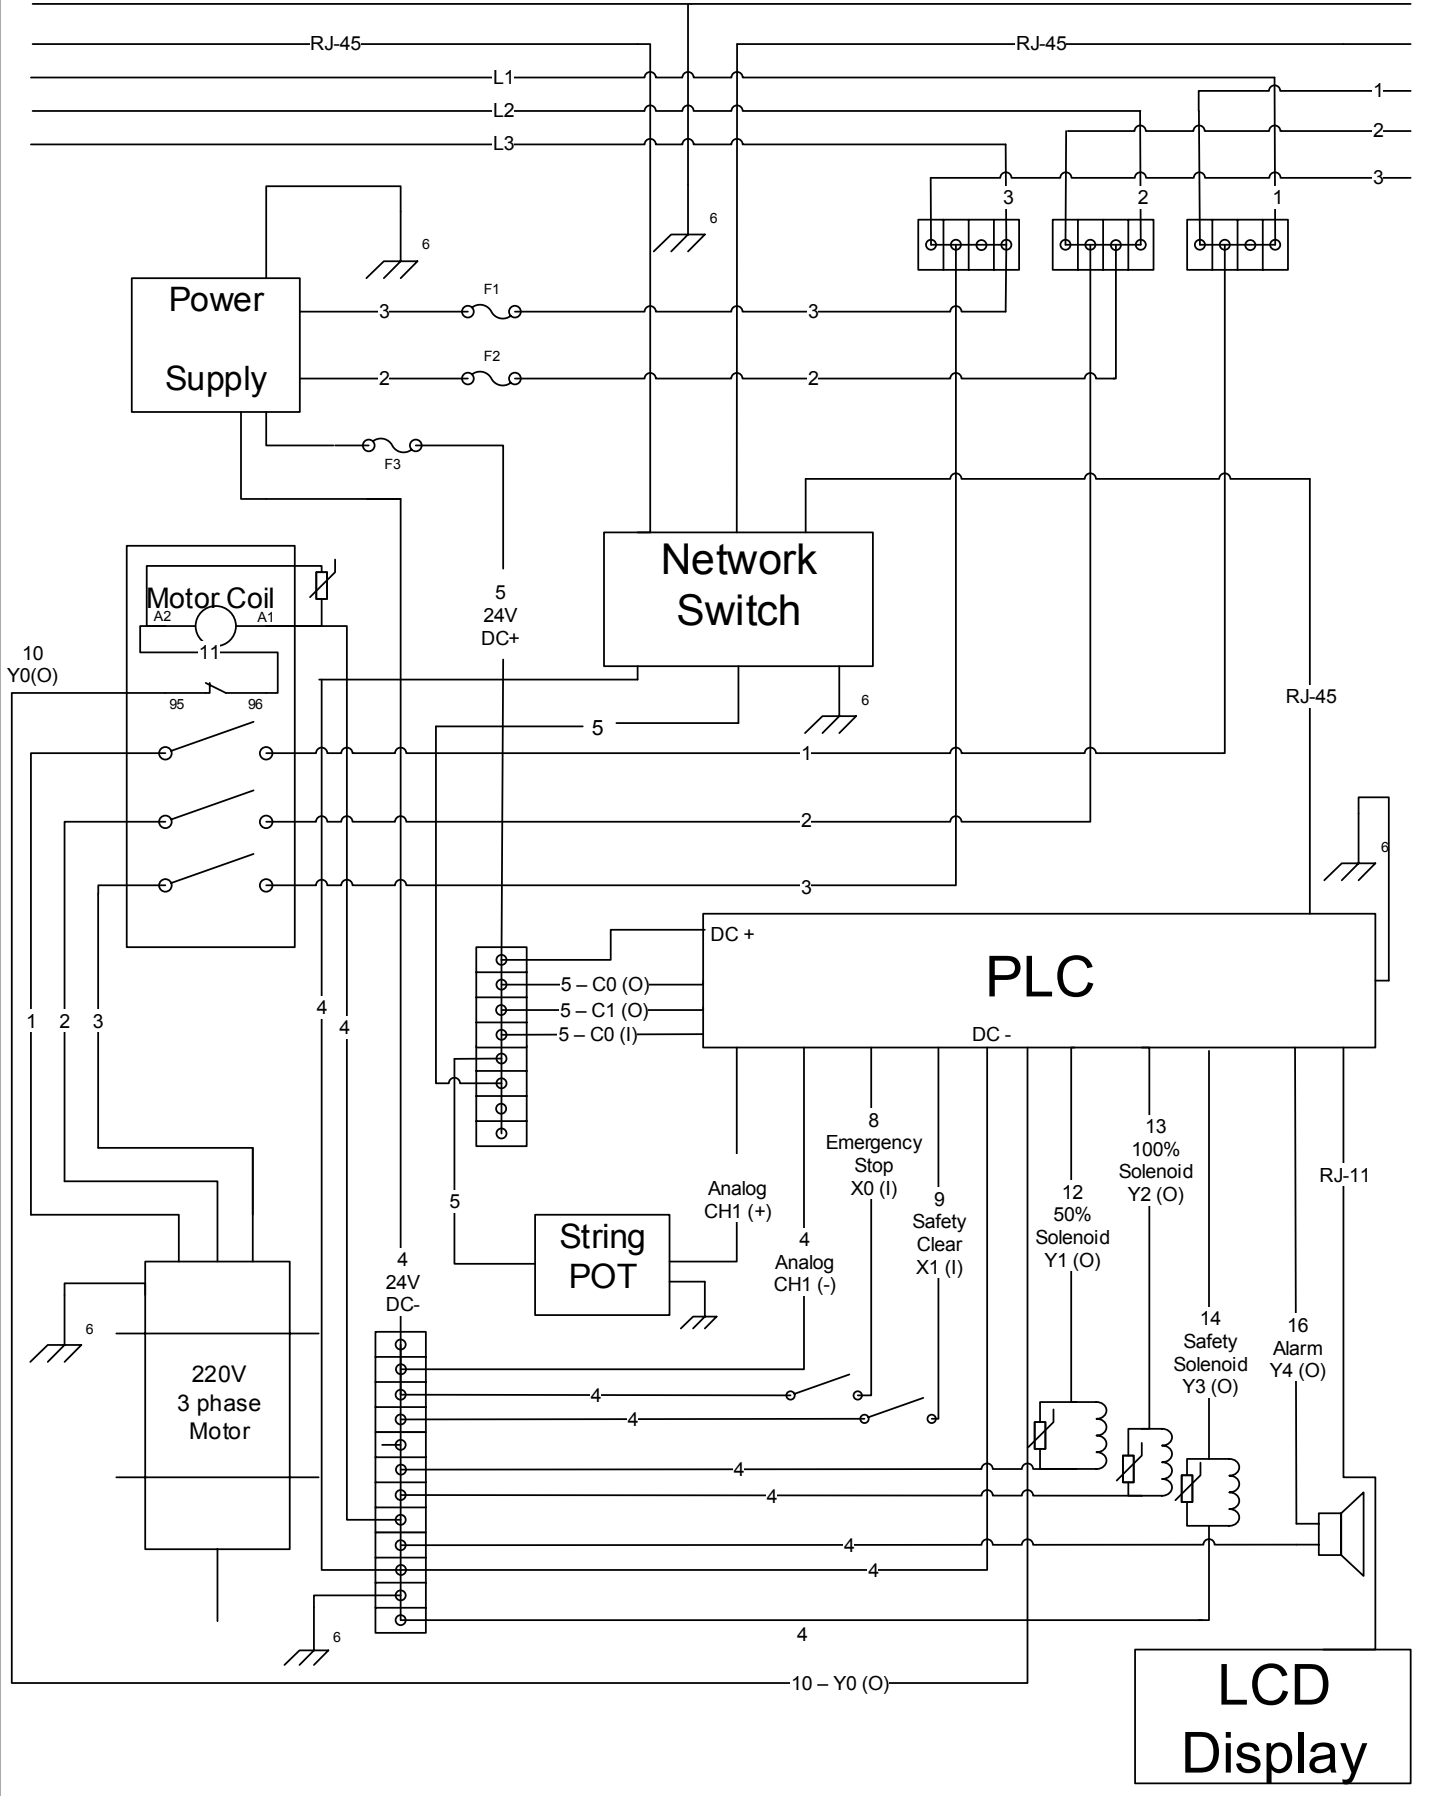 RJ-45
RJ-45
L1
1
L2
2
L3
3
3
2
1
6
6
Power
Supply
3
F1
3
2
F2
2
F3
Network
Switch
5
24V
DC+
Motor Coil
A2
A1
11
10
Y0(O)
95
96
6
RJ-45
5
1
2
3
6
DC +
PLC
5 – C0 (O)
5 – C1 (O)
5 – C0 (I)
DC -
1
2
3
4
4
8
Emergency
Stop
X0 (I)
13
100%
Solenoid
Y2 (O)
RJ-11
Analog
CH1 (+)
9
Safety
Clear
X1 (I)
12
50%
Solenoid
Y1 (O)
5
String
POT
4
Analog
CH1 (-)
4
24V
DC-
6
14
Safety
Solenoid
Y3 (O)
16
Alarm
Y4 (O)
220V
3 phase
Motor
4
4
4
4
4
4
6
4
10 – Y0 (O)
LCD
Display